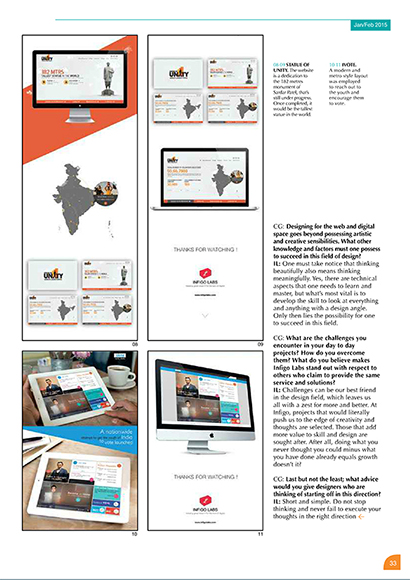 Jan/Feb 2015
08-09 STATUE OF
UNITY. The website
is a dedication to
the 182 metres
monument of
Sardar Patel, that's
still under progress.
Once completed, it
would be the tallest
statue in the world.
10-11 IVOTE.
A modern and
metro style layout
was employed
to reach out to
the youth and
encourage them
to vote.
UNITY
182 MTRS
THANKS FOR WATCHING !
INFIGO LABS
08
09
CG: Designing for the web and digital
space goes beyond possessing artistic
and creative sensibilities. What other
knowledge and factors must one possess
to succeed in this field of design?
IL: One must take notice that thinking
beautifully also means thinking
meaningfully. Yes, there are technical
aspects that one needs to learn and
master, but what's most vital is to
develop the skill to look at everything
and anything with a design angle.
Only then lies the possibility for one
to succeed in this field.
CG: What are the challenges you
encounter in your day to day
projects? How do you overcome
them? What do you believe makes
Infigo Labs stand out with respect to
others who claim to provide the same
service and solutions?
IL: Challenges can be our best friend
in the design field, which leaves us
all with a zest for more and better. At
Infigo, projects that would literally
push us to the edge of creativity and
thoughts are selected. Those that add
more value to skill and design are
sought after. After all, doing what you
never thought you could minus what
you have done already equals growth
doesn't it?
CG: Last but not the least; what advice
would you give designers who are
thinking of starting off in this direction?
IL: Short and simple. Do not stop
thinking and never fail to execute your
thoughts in the right direction
A nationwide
THANKS FOR WATCHING !
INFIGO LABS
10
11
33